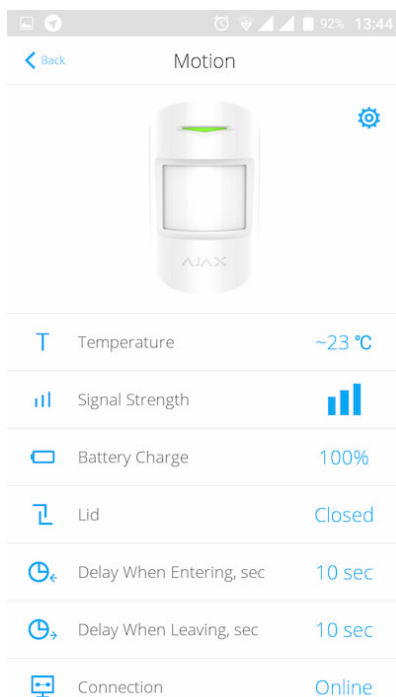 92% 13:44
Back Motion
AJAX
T Temperature ~23 °C
Signal Strength
Battery Charge 100%
Lid Closed
Delay When Entering, sec 10 sec
Delay When Leaving, sec 10 sec
Connection Online